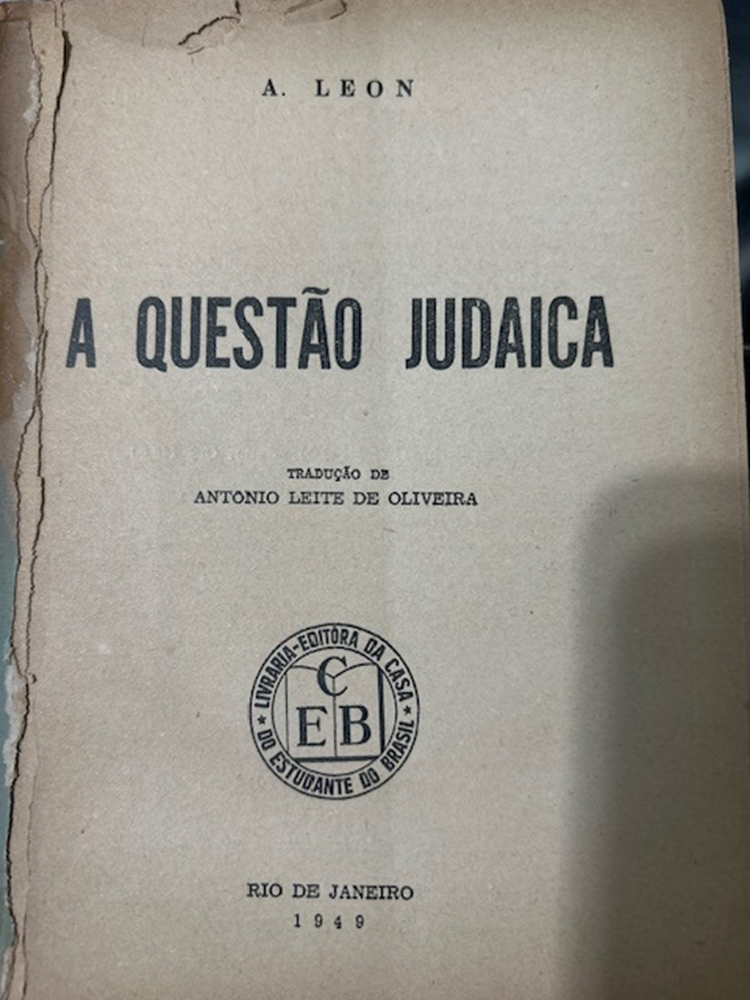 A. LEON
A QUESTÃO JUDAICA
TRADUÇÃO DE
ANTONIO LEITE DE OLIVEIRA
LIVRARIA-EDITÔRA DA CASA
DO ESTUDANTE DO BRASIL
C
EB
RIO DE JANEIRO
1949